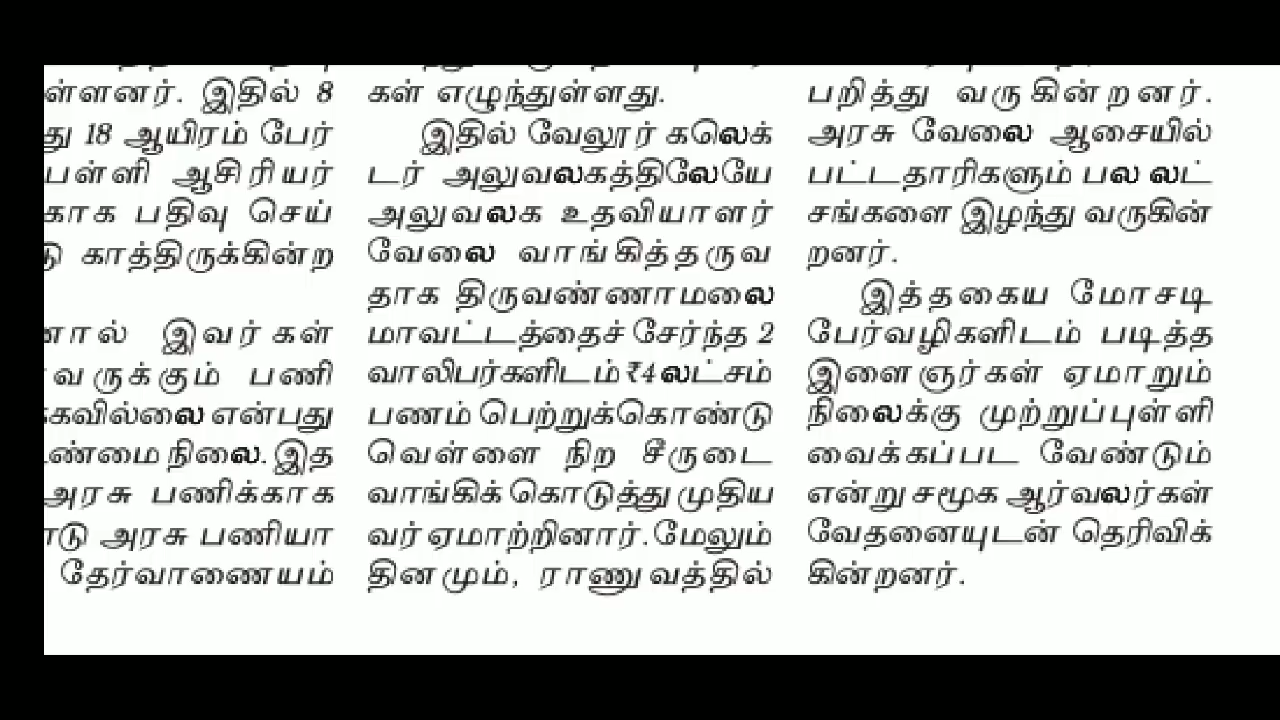 ள்ளனர். இதில் 8
து 18 ஆயிரம் பேர்
பள்ளி ஆசிரியர்
காக பதிவு செய்
காத்திருக்கின்ற
இவர்கள்
வருக்கும் பணி
கவில்லை என்பது
ண்மை நிலை. இத
அரசு பணிக்காக
டு அரசு பணியா
தேர்வாணையம்
கள் எழுந்துள்ளது.
இதில் வேலூர் கலெக்
டர் அலுவலகத்திலேயே
அலுவலக உதவியாளர்
வேலை வாங்கித்தருவ
தாக திருவண்ணாமலை
மாவட்டத்தைச் சேர்ந்த 2
வாலிபர்களிடம் ₹4 லட்சம்
பணம் பெற்றுக்கொண்டு
வெள்ளை நிற சீருடை
வாங்கிக் கொடுத்து முதிய
வர் ஏமாற்றினார். மேலும்
தினமும், ராணுவத்தில்
பறித்து வருகின்றனர்.
அரசு வேலை ஆசையில்
பட்டதாரிகளும் பல லட்
சங்களை இழந்து வருகின்
றனர்.
இத்தகைய மோசடி
பேர்வழிகளிடம் படித்த
இளைஞர்கள் ஏமாறும்
நிலைக்கு முற்றுப்புள்ளி
வைக்கப்பட வேண்டும்
என்று சமூக ஆர்வலர்கள்
வேதனையுடன் தெரிவிக்
கின்றனர்.